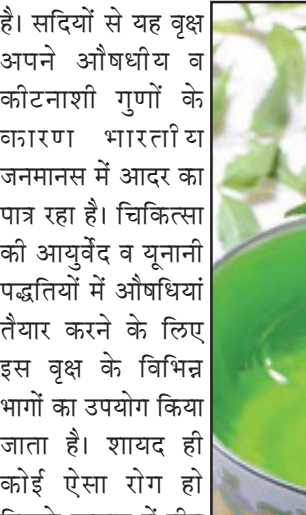 है। सदियों से यह वृक्ष
अपने औषधीय व
कीटनाशी गुणों के
कारण भारतीय
जनमानस में आदर का
पात्र रहा है। चिकित्सा
की आयुर्वेद व यूनानी
पद्धतियों में औषधियां
तैयार करने के लिए
इस वृक्ष के विभिन्न
भागों का उपयोग किया
जाता है। शायद ही
कोई ऐसा रोग हो